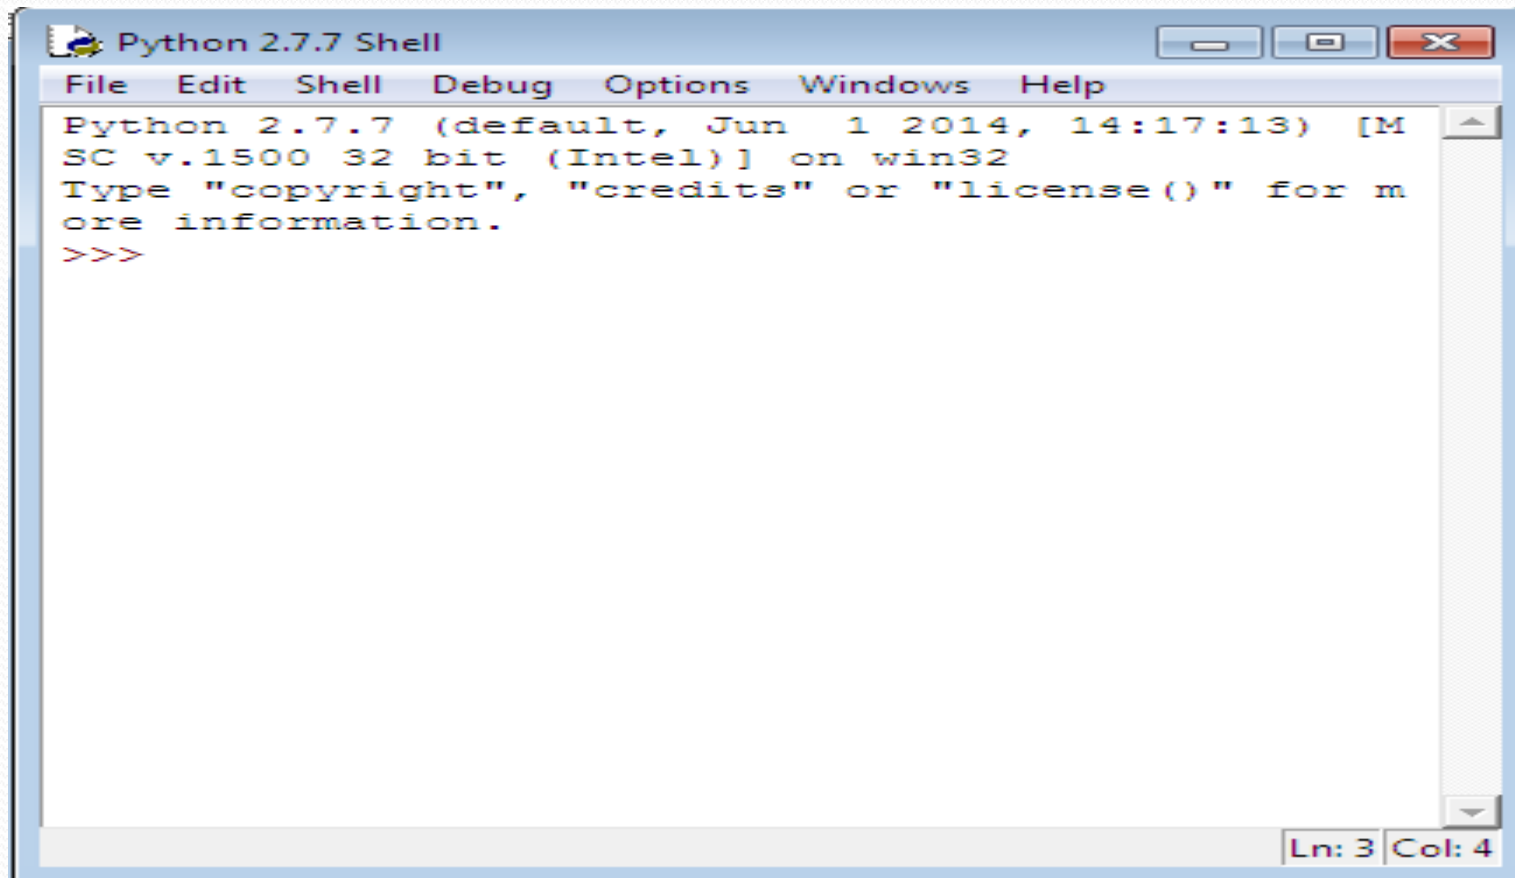 Python 2.7.7 Shell
File Edit Shell Debug Options Windows Help
Python 2.7.7 (default, Jun  1 2014, 14:17:13) [M
SC v.1500 32 bit (Intel)] on win32
Type "copyright", "credits" or "license()" for m
ore information.
>>>
Ln: 3 Col: 4